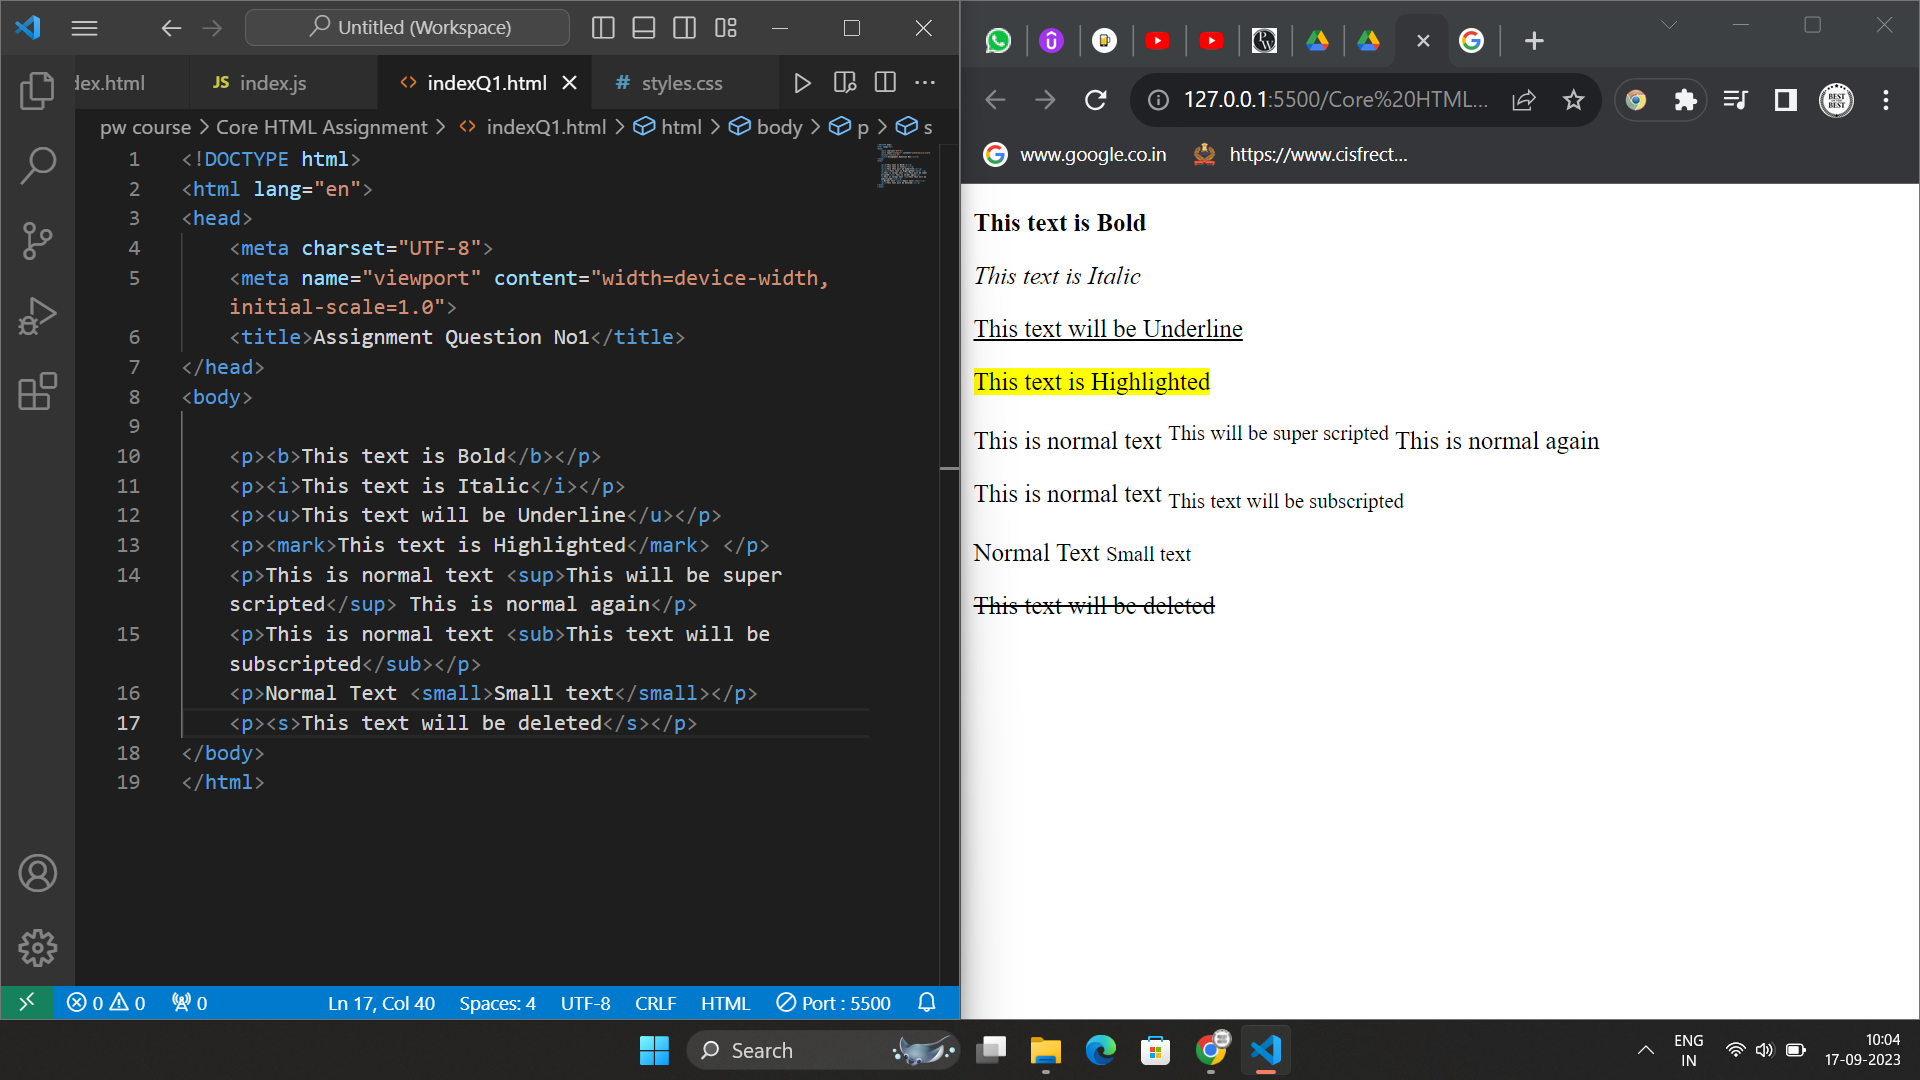 Untitled (Workspace)
dex.html
JS index.js
<> indexQ1.html
# styles.css
pw course > Core HTML Assignment > <> indexQ1.html > html > body > p > s
1 <!DOCTYPE html>
2 <html lang="en">
3 <head>
4 <meta charset="UTF-8">
5 <meta name="viewport" content="width=device-width,
initial-scale=1.0">
6 <title>Assignment Question No1</title>
7 </head>
8 <body>
9
10 <p><b>This text is Bold</b></p>
11 <p><i>This text is Italic</i></p>
12 <p><u>This text will be Underline</u></p>
13 <p><mark>This text is Highlighted</mark> </p>
14 <p>This is normal text <sup>This will be super
scripted</sup> This is normal again</p>
15 <p>This is normal text <sub>This text will be
subscripted</sub></p>
16 <p>Normal Text <small>Small text</small></p>
17 <p><s>This text will be deleted</s></p>
18 </body>
19 </html>
0 0 0 Ln 17, Col 40 Spaces: 4 UTF-8 CRLF HTML Port : 5500
127.0.0.1:5500/Core%20HTML...
BEST BEST
www.google.co.in https://www.cisfrect...
This text is Bold
This text is Italic
This text will be Underline
This text is Highlighted
This is normal text This will be super scripted This is normal again
This is normal text This text will be subscripted
Normal Text Small text
This text will be deleted
Search
ENG
IN
10:04
17-09-2023